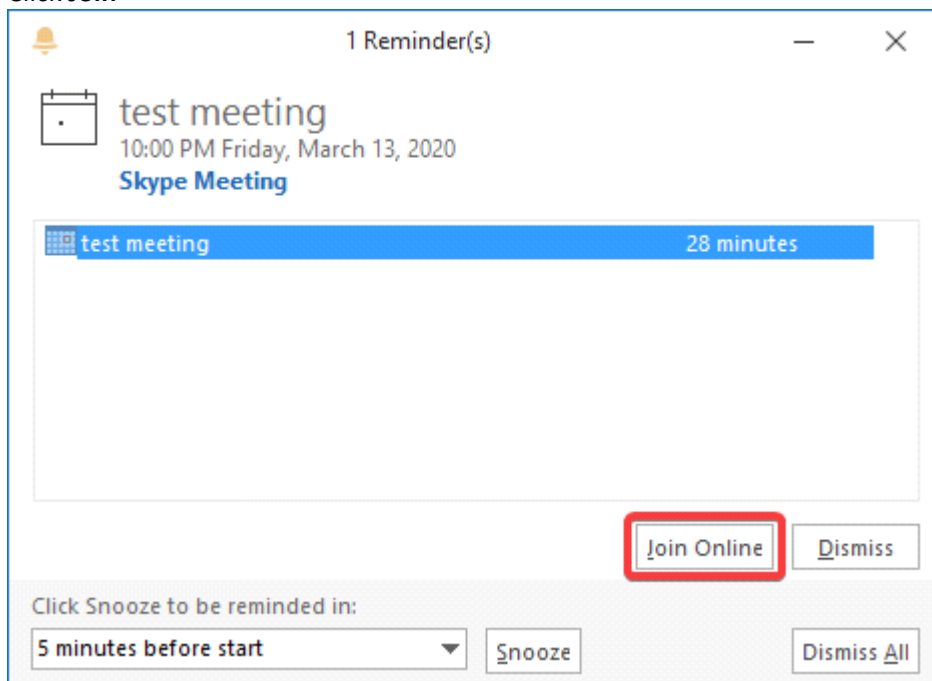 1 Reminder(s)
test meeting
10:00 PM Friday, March 13, 2020
Skype Meeting
test meeting 28 minutes
Join Online Dismiss
Click Snooze to be reminded in:
5 minutes before start Snooze Dismiss All